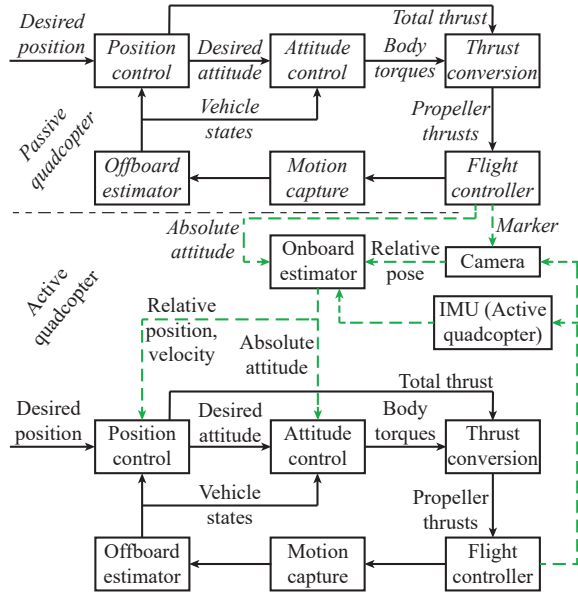 Desired
position
Total thrust
Position
control
Desired
attitude
Attitude
control
Body
torques
Thrust
conversion
Vehicle
states
Propeller
thrusts
Passive
quadcopter
Offboard
estimator
Motion
capture
Flight
controller
Absolute
attitude
Marker
Active
quadcopter
Onboard
estimator
Relative
pose
Camera
IMU (Active
quadcopter)
Relative
position,
velocity
Absolute
attitude
Total thrust
Desired
position
Position
control
Desired
attitude
Attitude
control
Body
torques
Thrust
conversion
Vehicle
states
Propeller
thrusts
Offboard
estimator
Motion
capture
Flight
controller